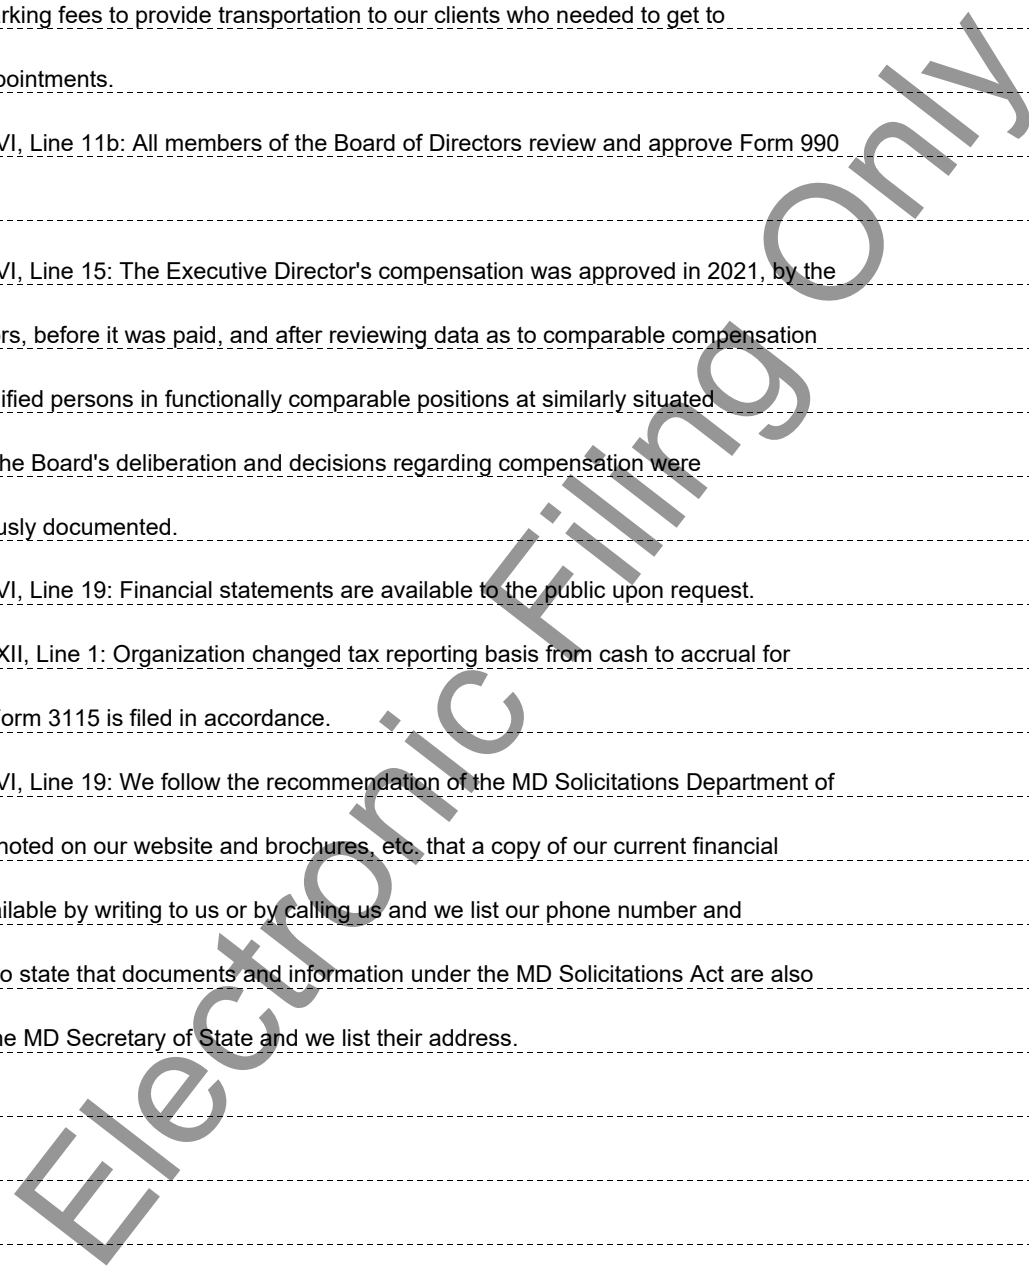 rking fees to provide transportation to our clients who needed to get to
pointments.
VI, Line 11b: All members of the Board of Directors review and approve Form 990
VI, Line 15: The Executive Director's compensation was approved in 2021, by the
rs, before it was paid, and after reviewing data as to comparable compensation
ified persons in functionally comparable positions at similarly situated
he Board's deliberation and decisions regarding compensation were
usly documented.
VI, Line 19: Financial statements are available to the public upon request.
XII, Line 1: Organization changed tax reporting basis from cash to accrual for
orm 3115 is filed in accordance.
VI, Line 19: We follow the recommendation of the MD Solicitations Department of
noted on our website and brochures, etc. that a copy of our current financial
ilable by writing to us or by calling us and we list our phone number and
o state that documents and information under the MD Solicitations Act are also
he MD Secretary of State and we list their address.
Electronic Filing Only